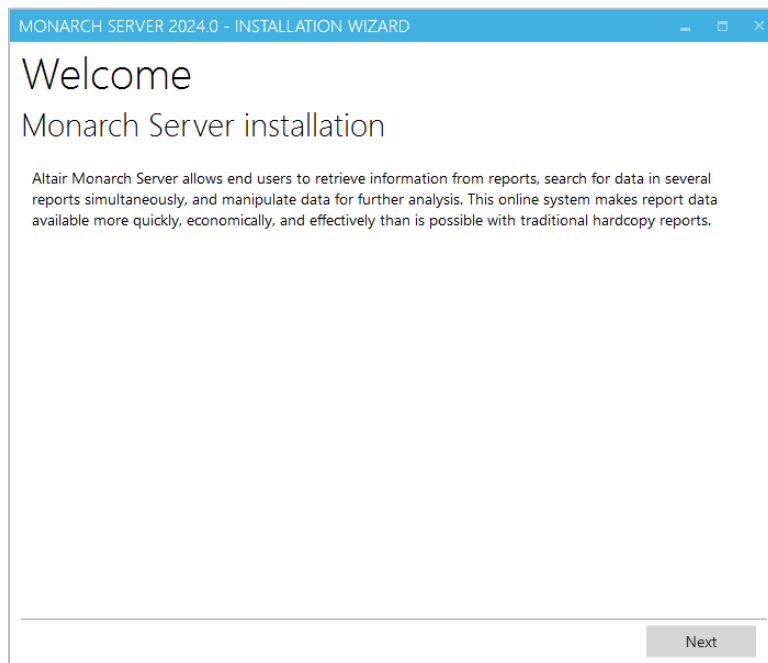 MONARCH SERVER 2024.0 - INSTALLATION WIZARD
Welcome
Monarch Server installation
Altair Monarch Server allows end users to retrieve information from reports, search for data in several
reports simultaneously, and manipulate data for further analysis. This online system makes report data
available more quickly, economically, and effectively than is possible with traditional hardcopy reports.
Next